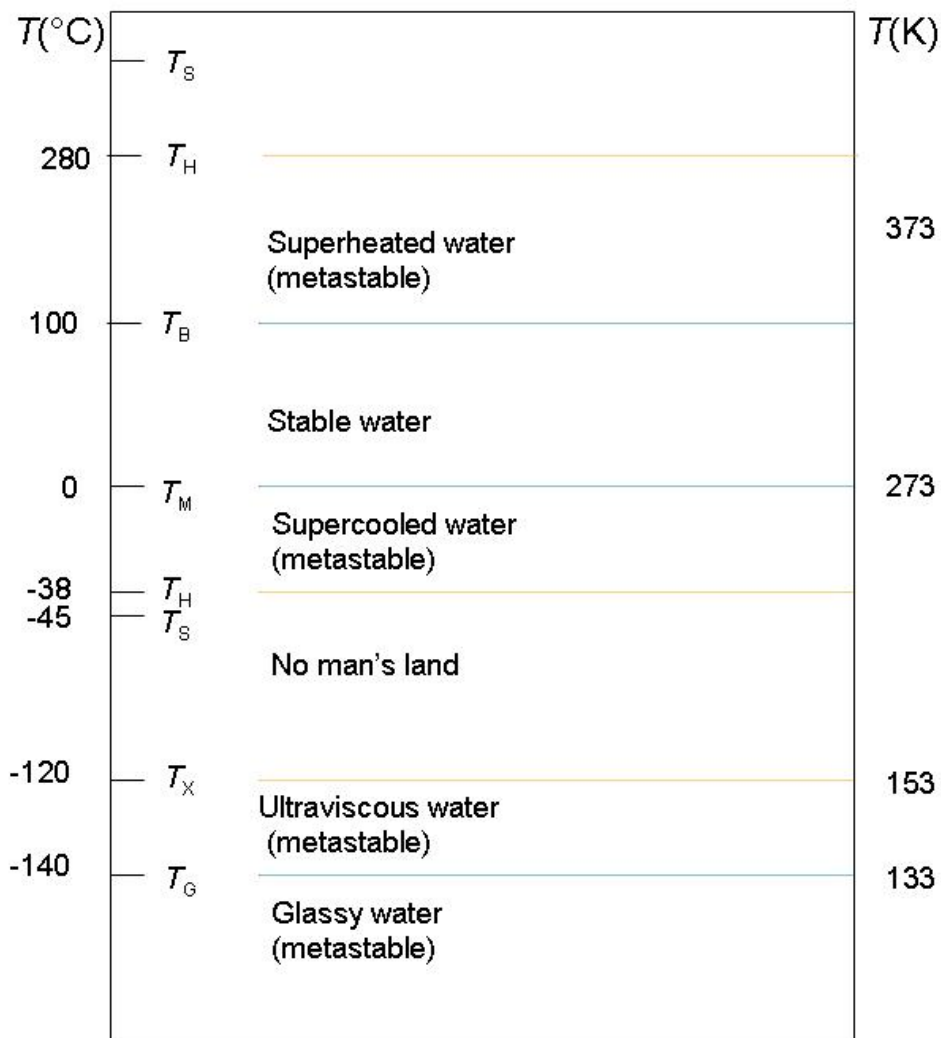 T(°C) T(K)
T_S
280 T_H
373
Superheated water
(metastable)
100 T_B
Stable water
0 T_M 273
Supercooled water
(metastable)
-38 T_H
-45 T_S
No man's land
-120 T_X 153
Ultraviscous water
(metastable)
-140 T_G 133
Glassy water
(metastable)